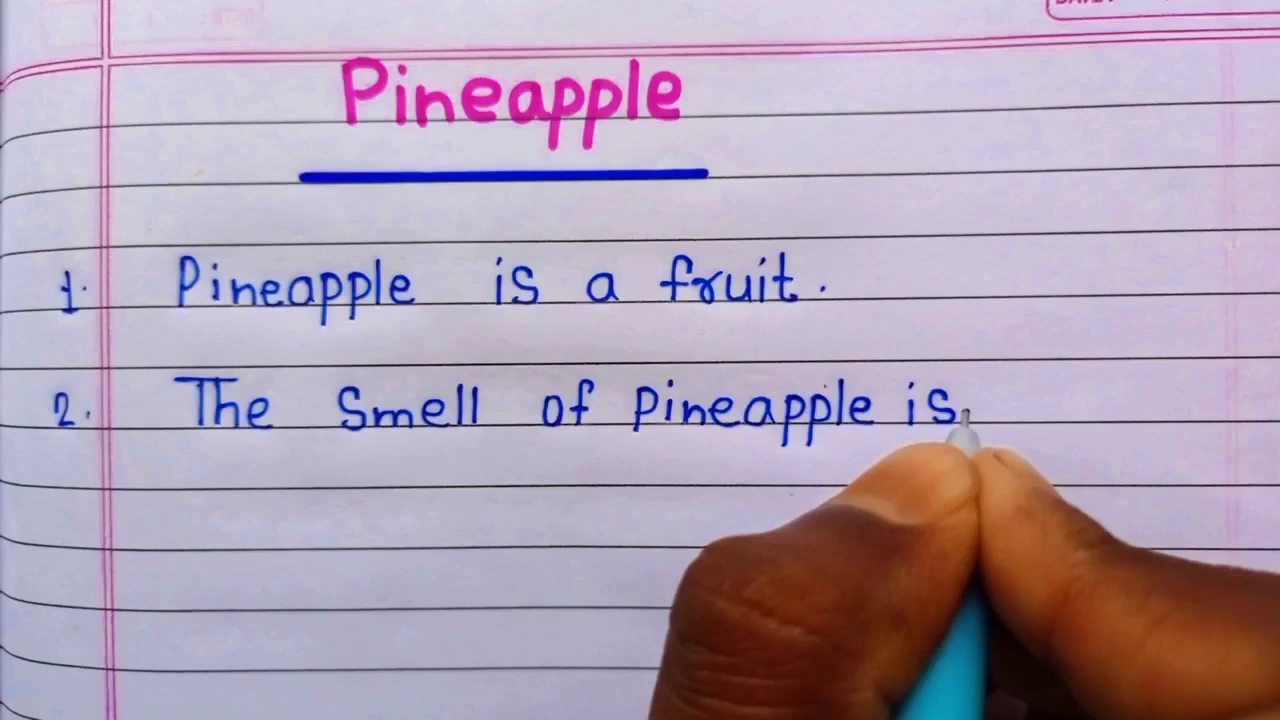 Pineapple
1. Pineapple is a fruit.
2. The Smell of Pineapple is